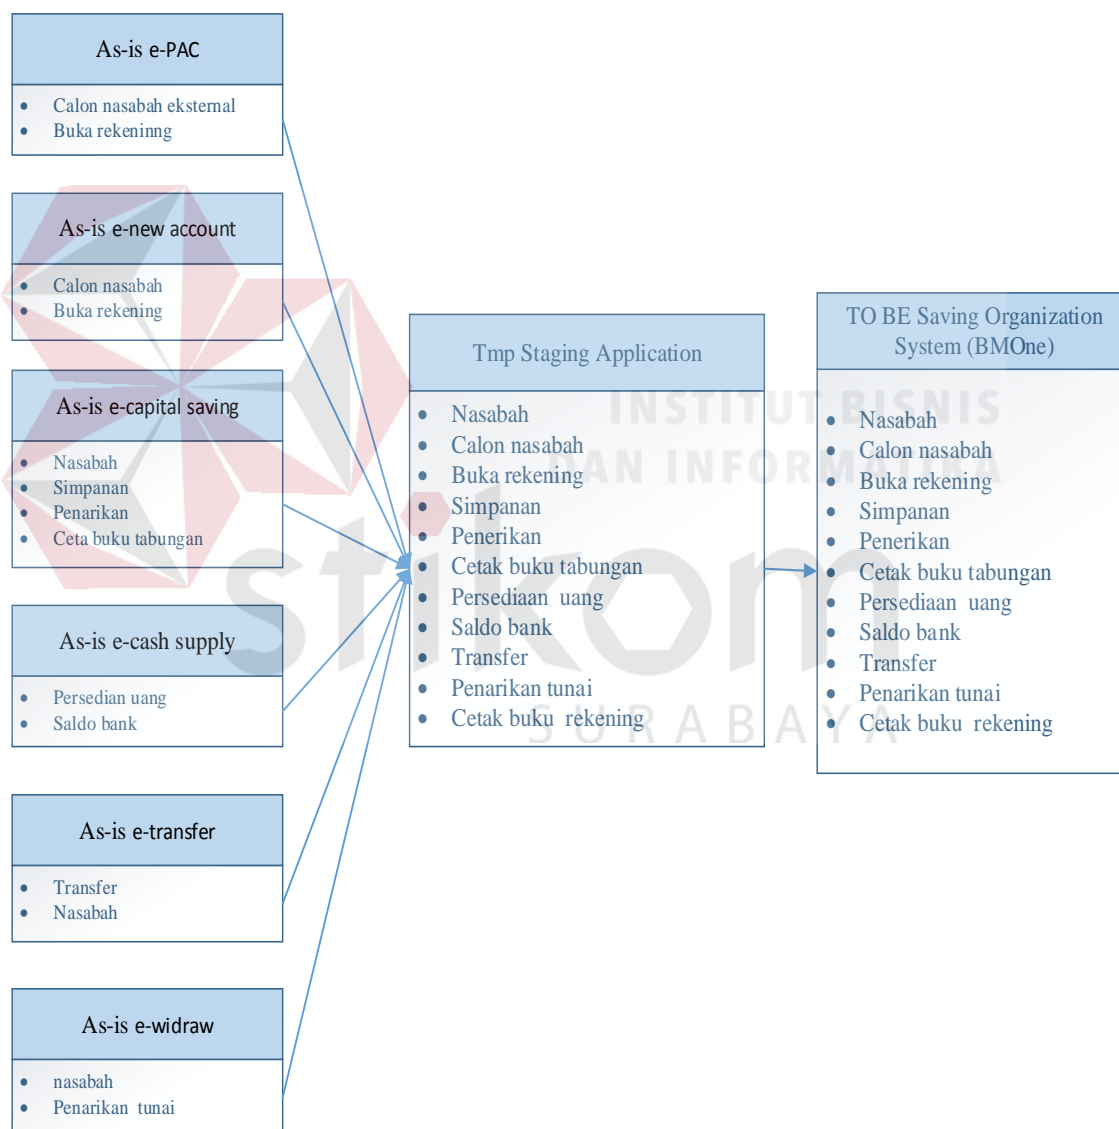 As-is e-PAC
• Calon nasabah eksternal
• Buka rekeninng
As-is e-new account
• Calon nasabah
• Buka rekening
As-is e-capital saving
• Nasabah
• Simpanan
• Penarikan
• Ceta buku tabungan
As-is e-cash supply
• Persedian uang
• Saldo bank
As-is e-transfer
• Transfer
• Nasabah
As-is e-widraw
• nasabah
• Penarikan tunai
Tmp Staging Application
• Nasabah
• Calon nasabah
• Buka rekening
• Simpanan
• Penerikan
• Cetak buku tabungan
• Persediaan uang
• Saldo bank
• Transfer
• Penarikan tunai
• Cetak buku rekening
TO BE Saving Organization
System (BMOne)
• Nasabah
• Calon nasabah
• Buka rekening
• Simpanan
• Penerikan
• Cetak buku tabungan
• Persediaan uang
• Saldo bank
• Transfer
• Penarikan tunai
• Cetak buku rekening
INSTITUT BISNIS
DAN INFORMATIKA
stikom
SURABAYA